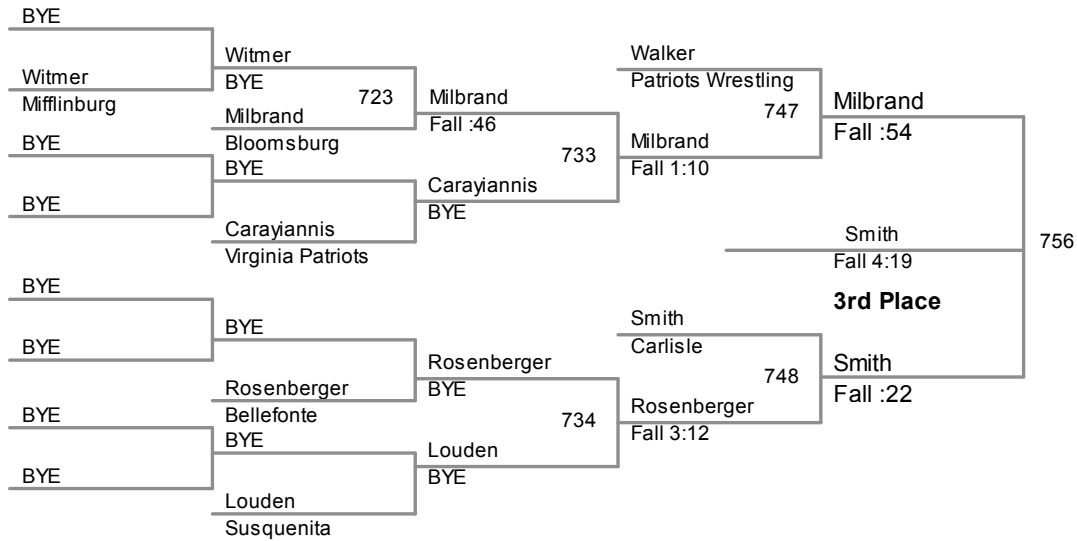 BYE
Witmer
Walker
Witmer
BYE
Patriots Wrestling
Mifflinburg
723
Milbrand
747
Milbrand
Milbrand
Fall :46
Fall :54
BYE
Bloomsburg
Milbrand
BYE
733
Fall 1:10
Carayiannis
BYE
BYE
Carayiannis
Smith
756
Virginia Patriots
Fall 4:19
BYE
3rd Place
BYE
Smith
BYE
Rosenberger
Carlisle
Smith
Rosenberger
BYE
748
Fall :22
BYE
Bellefonte
734
Rosenberger
BYE
Louden
Fall 3:12
BYE
BYE
Louden
Susquenita